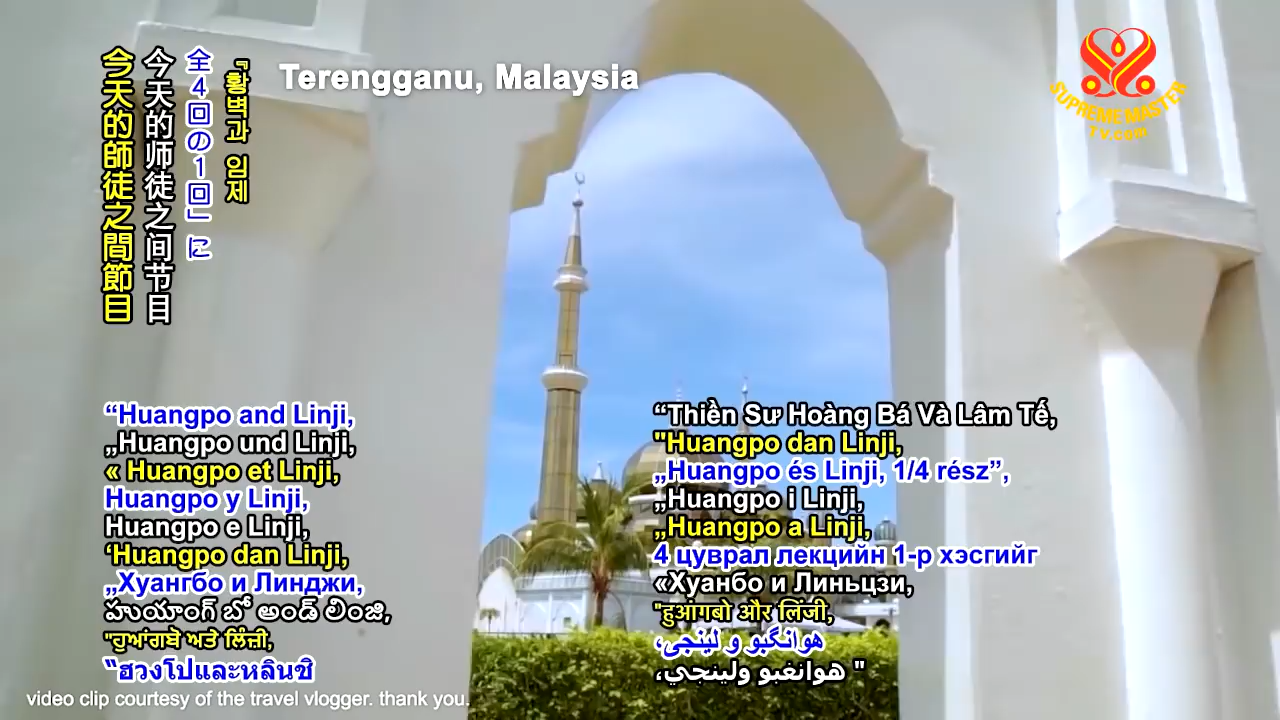 Terengganu, Malaysia
SUPREME MASTER
TV.com
『황벽과 임제
全4回の1回」に
今天的师徒之间节目
今天的師徒之間節目
“Huangpo and Linji,
„Huangpo und Linji,
« Huangpo et Linji,
Huangpo y Linji,
Huangpo e Linji,
‘Huangpo dan Linji,
„Хуангбо и Линджи,
హుయాంగ్ బో అండ్ లింజి,
"ਹੁਆਂਗਬੋ ਅਤੇ ਲਿੰਜ਼ੀ,
“ฮวงโปและหลินชิ
“Thiền Sư Hoàng Bá Và Lâm Tế,
"Huangpo dan Linji,
„Huangpo és Linji, 1/4 rész”,
„Huangpo i Linji,
„Huangpo a Linji,
4 цуврал лекцийн 1-р хэсгийг
«Хуанбо и Линьцзи,
"हुआंगबो और लिंजी,
هوانگبو و لینجی،
" هوانغبو ولينجي،
video clip courtesy of the travel vlogger. thank you.